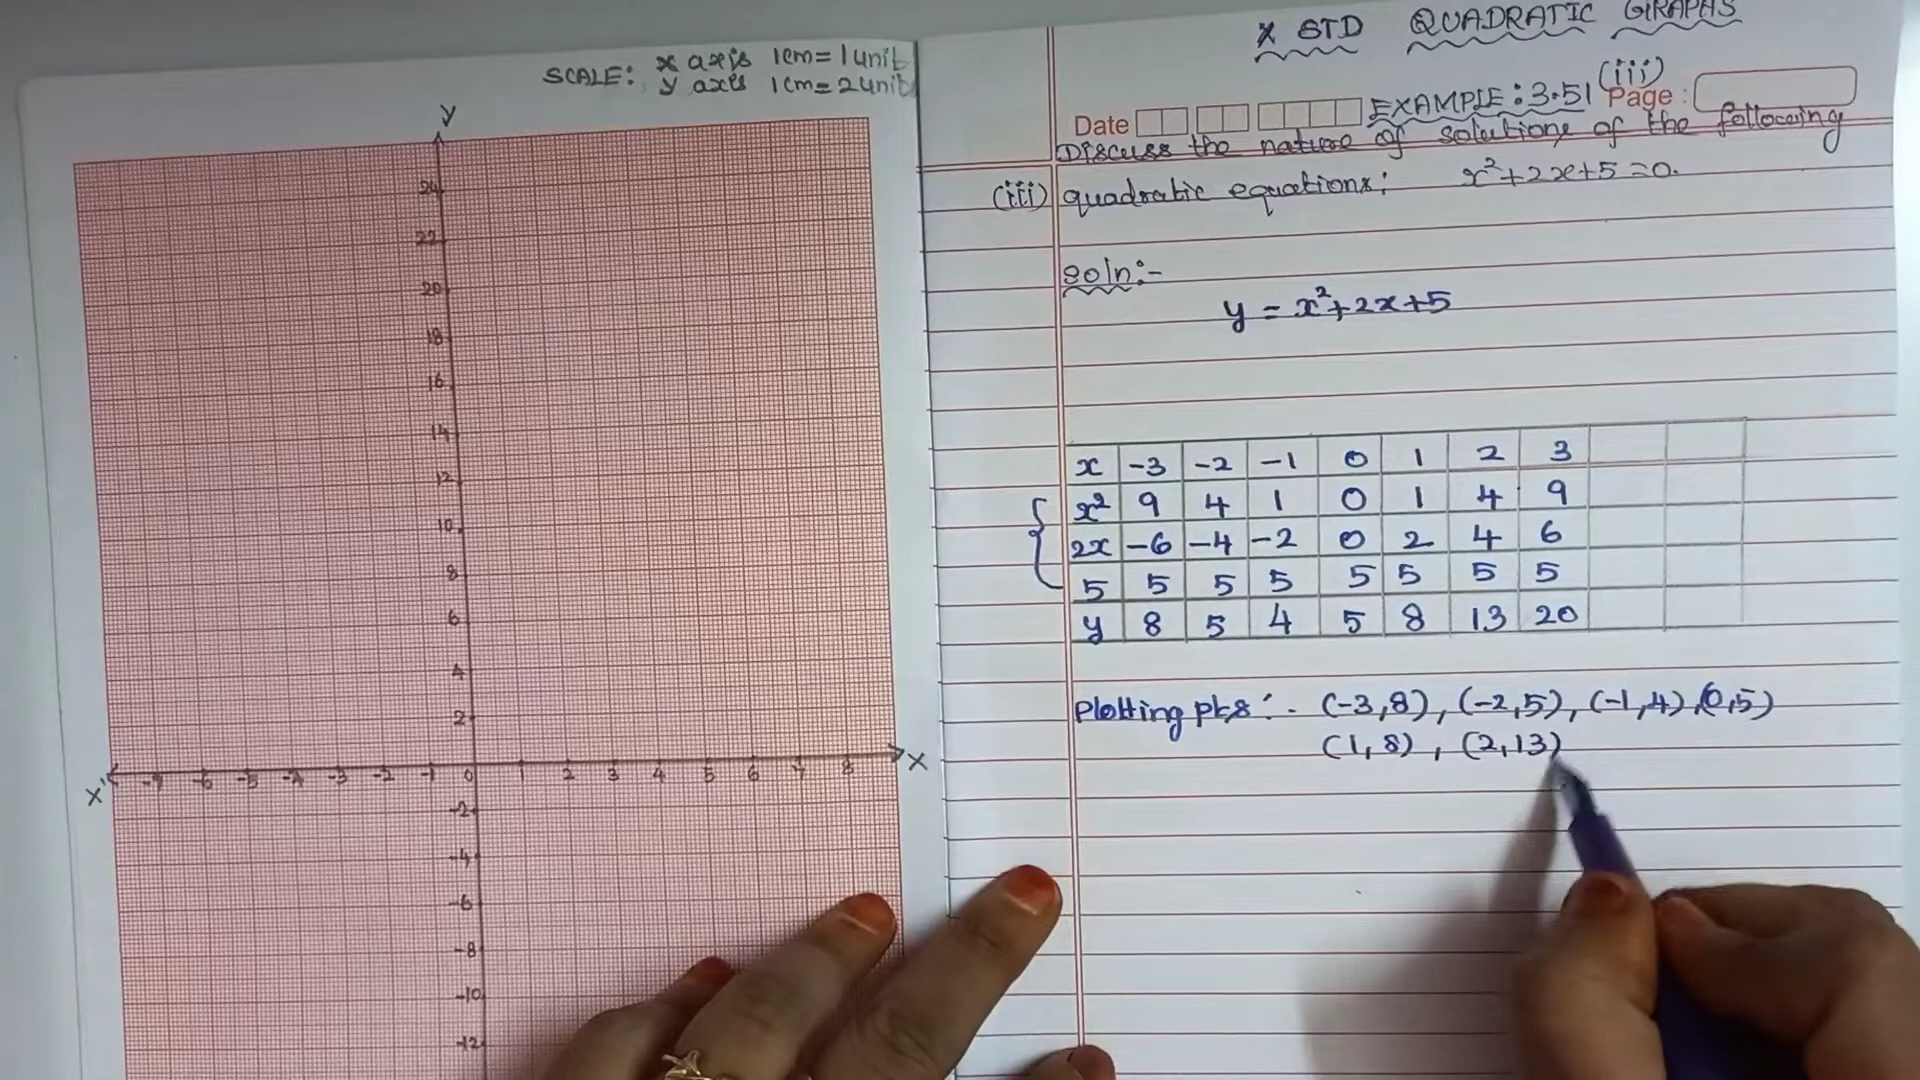 SCALE: x axis 1cm = 1 unit
y axis 1cm = 2 unit
Y
24
22
20
18
16
14
12
10
8
6
4
2
X' -7 -6 -5 -4 -3 -2 -1 0 1 2 3 4 5 6 7 8 X
-2
-4
-6
-8
-10
-12
X STD QUADRATIC GRAPHS
Date EXAMPLE: 3.51 (iii) Page :
Discuss the nature of solutions of the following
(iii) quadratic equations: x²+2x+5=0.
Soln:-
y = x²+2x+5
x -3 -2 -1 0 1 2 3
x² 9 4 1 0 1 4 9
2x -6 -4 -2 0 2 4 6
5 5 5 5 5 5 5 5
y 8 5 4 5 8 13 20
Plotting pts :- (-3,8), (-2,5), (-1,4), (0,5)
(1,8), (2,13)